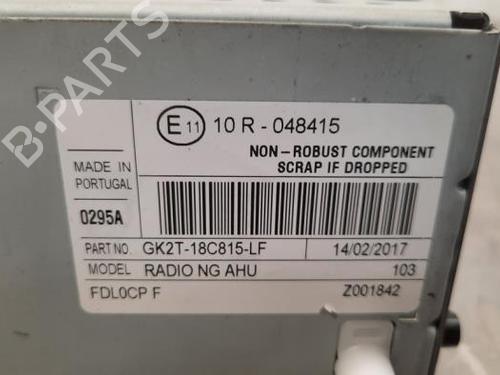 E 11 10 R - 048415
NON-ROBUST COMPONENT
SCRAP IF DROPPED
MADE IN
PORTUGAL
0295A
PART NO. GK2T-18C815-LF 14/02/2017
MODEL RADIO NG AHU 103
FDL0CP F Z001842
B-PARTS